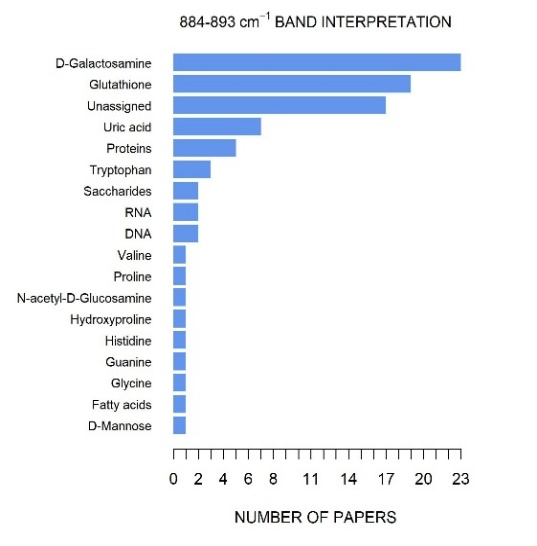 884-893 cm⁻¹ BAND INTERPRETATION
D-Galactosamine
Glutathione
Unassigned
Uric acid
Proteins
Tryptophan
Saccharides
RNA
DNA
Valine
Proline
N-acetyl-D-Glucosamine
Hydroxyproline
Histidine
Guanine
Glycine
Fatty acids
D-Mannose
0 2 4 6 8 11 14 17 20 23
NUMBER OF PAPERS